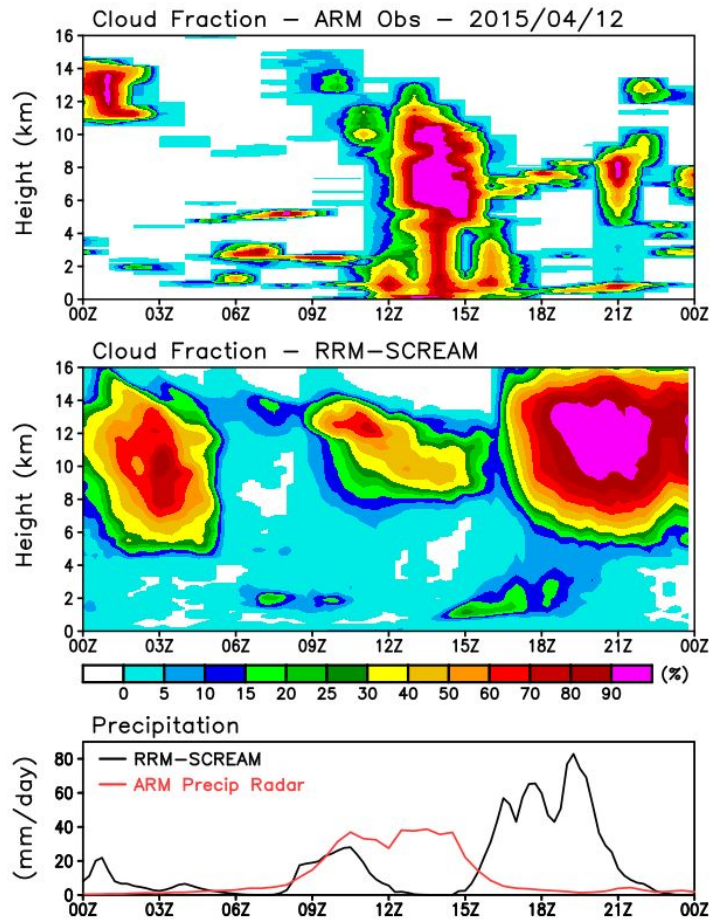 Cloud Fraction - ARM Obs - 2015/04/12
Height (km)
16
14
12
10
8
6
4
2
0
00Z 03Z 06Z 09Z 12Z 15Z 18Z 21Z 00Z
Cloud Fraction - RRM-SCREAM
Height (km)
16
14
12
10
8
6
4
2
0
00Z 03Z 06Z 09Z 12Z 15Z 18Z 21Z 00Z
0 5 10 15 20 25 30 40 50 60 70 80 90 (%)
Precipitation
(mm/day)
80
60
40
20
0
RRM-SCREAM
ARM Precip Radar
00Z 03Z 06Z 09Z 12Z 15Z 18Z 21Z 00Z